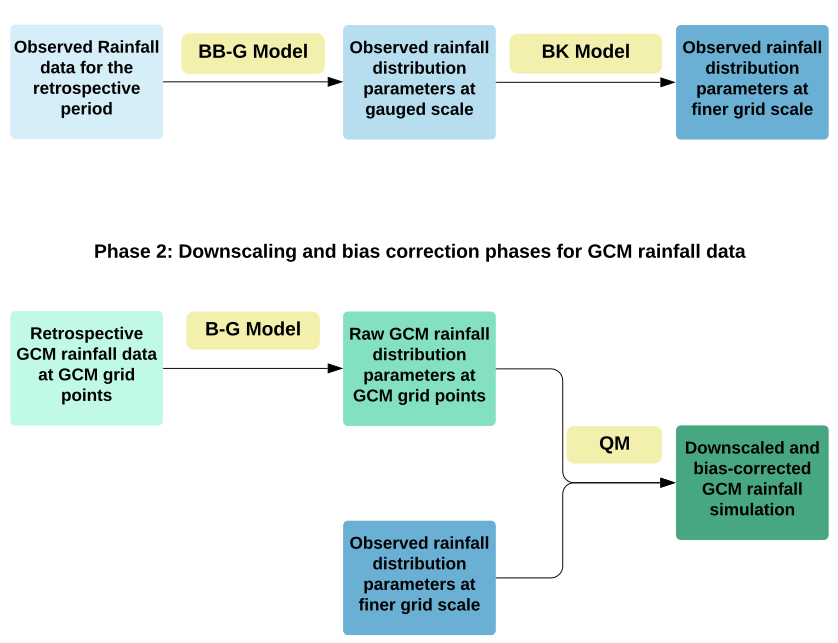 Observed Rainfall
data for the
retrospective
period
BB-G Model
Observed rainfall
distribution
parameters at
gauged scale
BK Model
Observed rainfall
distribution
parameters at
finer grid scale
Phase 2: Downscaling and bias correction phases for GCM rainfall data
Retrospective
GCM rainfall data
at GCM grid
points
B-G Model
Raw GCM rainfall
distribution
parameters at
GCM grid points
QM
Downscaled and
bias-corrected
GCM rainfall
simulation
Observed rainfall
distribution
parameters at
finer grid scale